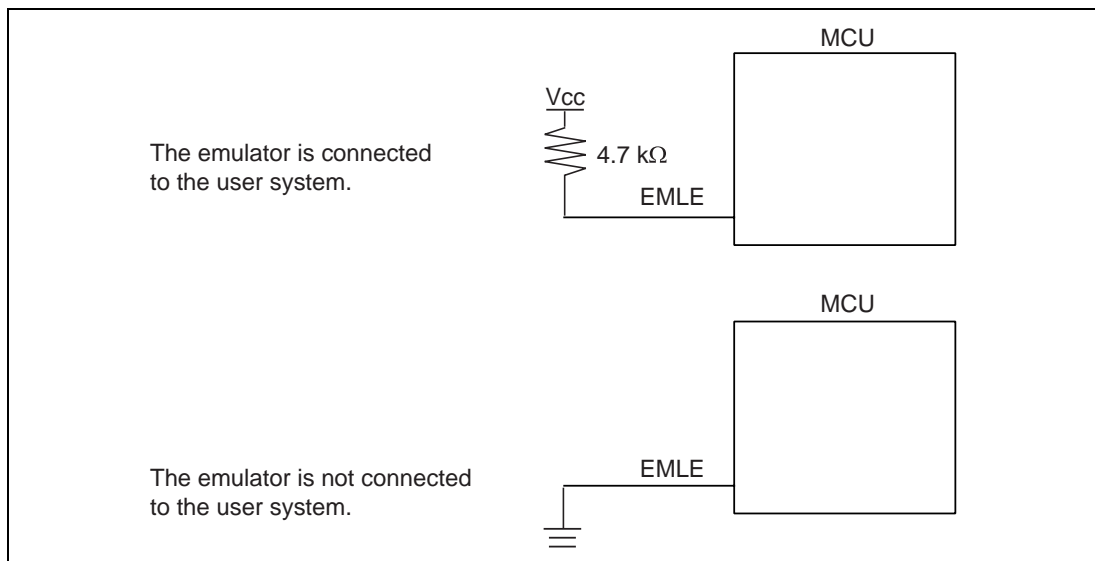 MCU
Vcc
The emulator is connected
to the user system.
4.7 kΩ
EMLE
MCU
EMLE
The emulator is not connected
to the user system.